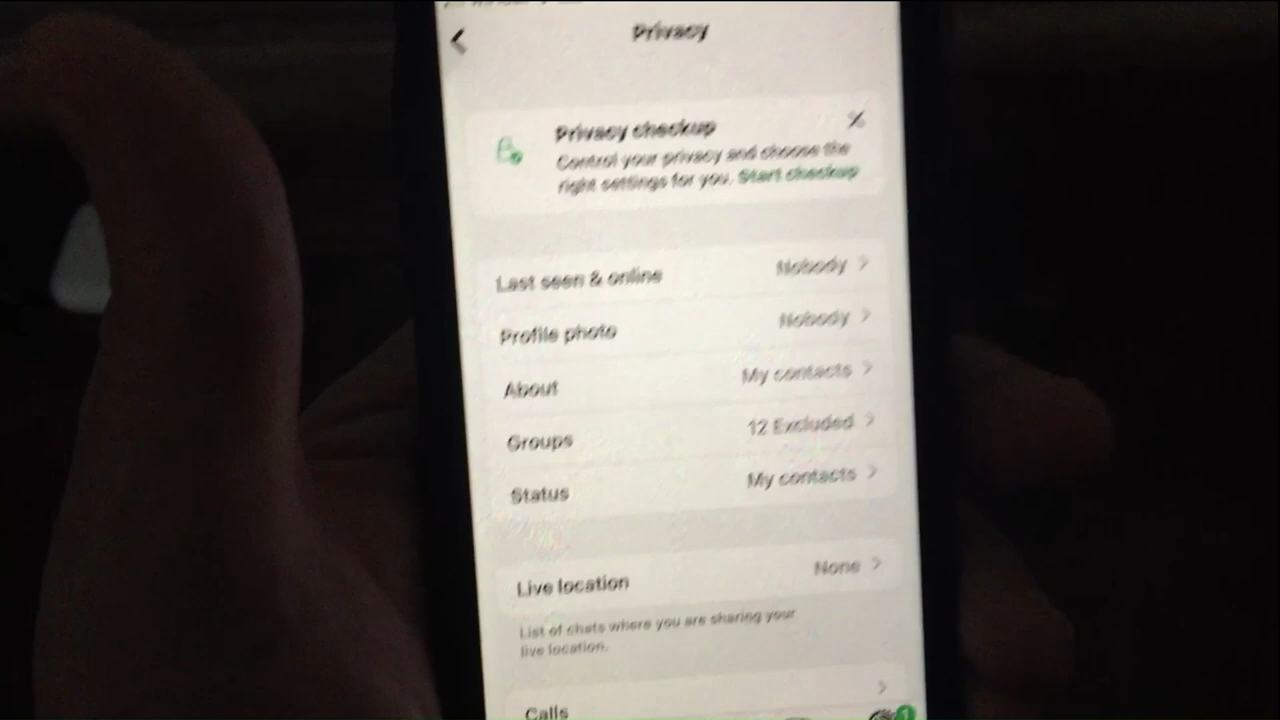 Privacy
Privacy checkup
Control your privacy and choose the
right settings for you. Start checkup
Last seen & online Nobody
Profile photo Nobody
About My contacts
Groups 12 Excluded
Status My contacts
Live location None
List of chats where you are sharing your
live location.
Calls
1